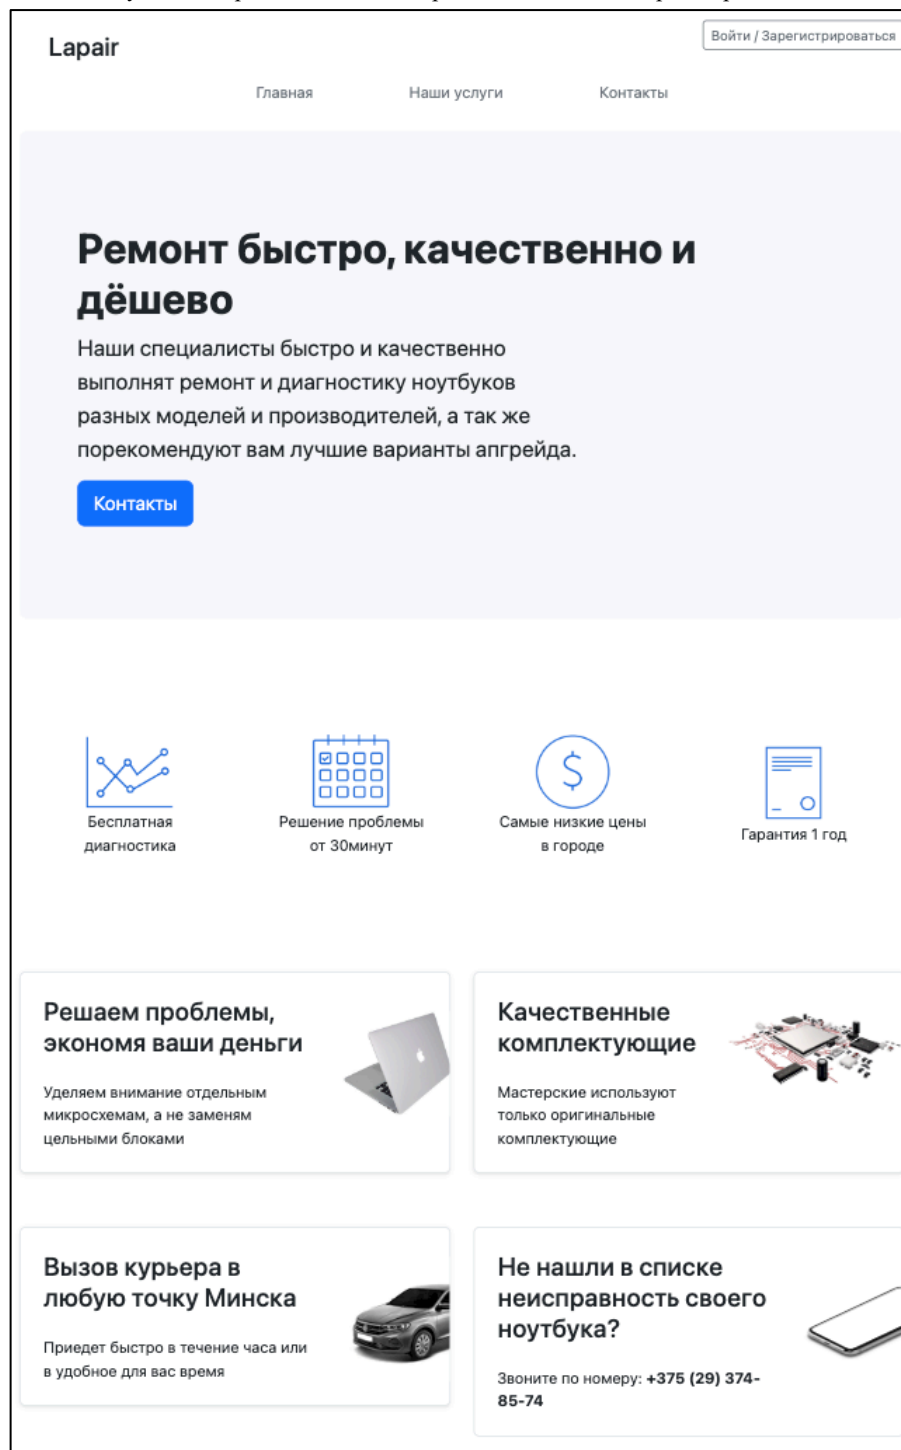 Lapair
Войти / Зарегистрироваться
Главная
Наши услуги
Контакты
Ремонт быстро, качественно и
дёшево
Наши специалисты быстро и качественно
выполнят ремонт и диагностику ноутбуков
разных моделей и производителей, а так же
порекомендуют вам лучшие варианты апгрейда.
Контакты
Бесплатная
диагностика
Решение проблемы
от 30минут
Самые низкие цены
в городе
Гарантия 1 год
Решаем проблемы,
экономя ваши деньги
Уделяем внимание отдельным
микросхемам, а не заменям
цельными блоками
Качественные
комплектующие
Мастерские используют
только оригинальные
комплектующие
Вызов курьера в
любую точку Минска
Приедет быстро в течение часа или
в удобное для вас время
Не нашли в списке
неисправность своего
ноутбука?
Звоните по номеру: +375 (29) 374-
85-74